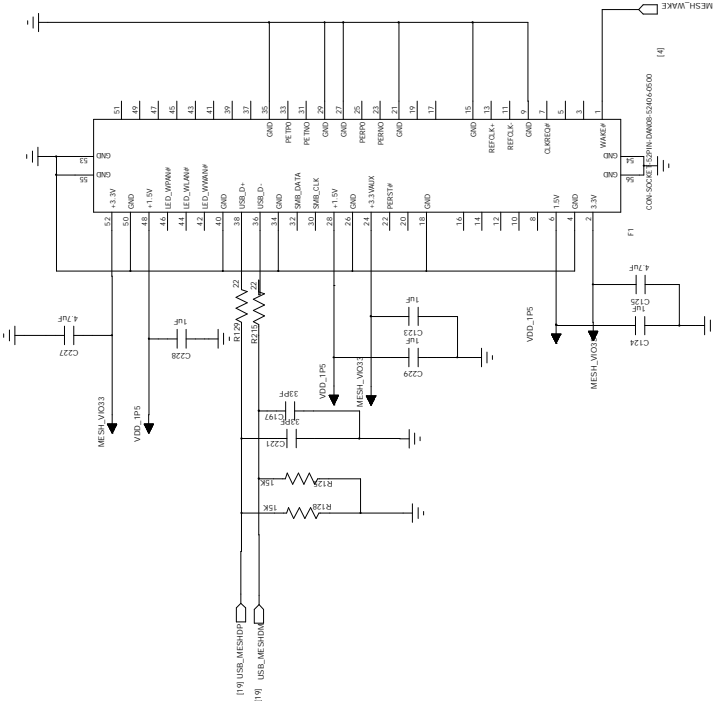 MESH_WAKE
[4]
CON-SOCKET-52PIN-DAN08-52406-0500
F1
51
49
47
45
43
41
39
37
35
33
31
29
27
25
23
21
19
17
15
13
11
9
7
5
3
1
GND
PETP0
PETN0
GND
GND
PERP0
PERN0
GND
GND
REFCLK+
REFCLK-
GND
CLKREQ#
WAKE#
53
GND
55
GND
54
GND
56
GND
+3.3V
GND
+1.5V
LED_WPAN#
LED_WLAN#
LED_WWAN#
GND
USB_D+
USB_D-
GND
SMB_DATA
SMB_CLK
+1.5V
GND
+3.3VAUX
PERST#
GND
1.5V
GND
3.3V
52
50
48
46
44
42
40
38
36
34
32
30
28
26
24
22
20
18
16
14
12
10
8
6
4
2
4.7uF
C227
1uF
C228
22
R129
22
R215
1uF
C123
1uF
C229
4.7uF
C125
1uF
C124
MESH_VIO33
VDD_1P5
VDD_1P5
MESH_VIO33
VDD_1P5
MESH_VIO33
33PF
C197
33PF
C221
15K
15K
R128
[19] USB_MESHDP
[19] USB_MESHDM